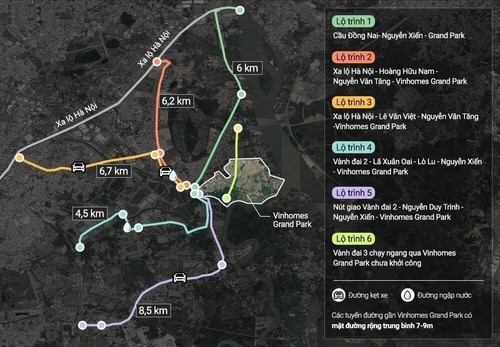 Xa lộ Hà Nội
Xa lộ Hà Nội
6 km
6,2 km
6,7 km
4,5 km
8,5 km
Vinhomes
Grand Park
Lộ trình 1
Cầu Đồng Nai- Nguyễn Xiển - Grand Park
Lộ trình 2
Xa lộ Hà Nội - Hoàng Hữu Nam -
Nguyễn Văn Tăng - Vinhomes Grand Park
Lộ trình 3
Xa lộ Hà Nội - Lê Văn Việt - Nguyễn Văn Tăng
-Vinhomes Grand Park
Lộ trình 4
Vành đai 2 - Lã Xuân Oai - Lò Lu - Nguyễn Xiển
- Vinhomes Grand Park
Lộ trình 5
Nút giao Vành đai 2 - Nguyễn Duy Trinh -
Nguyễn Xiển - Vinhomes Grand Park
Lộ trình 6
Vành đai 3 chạy ngang qua Vinhomes
Grand Park chưa khởi công
Đường kẹt xe
Đường ngập nước
Các tuyến đường gần Vinhomes Grand Park có
mặt đường rộng trung bình 7-9m